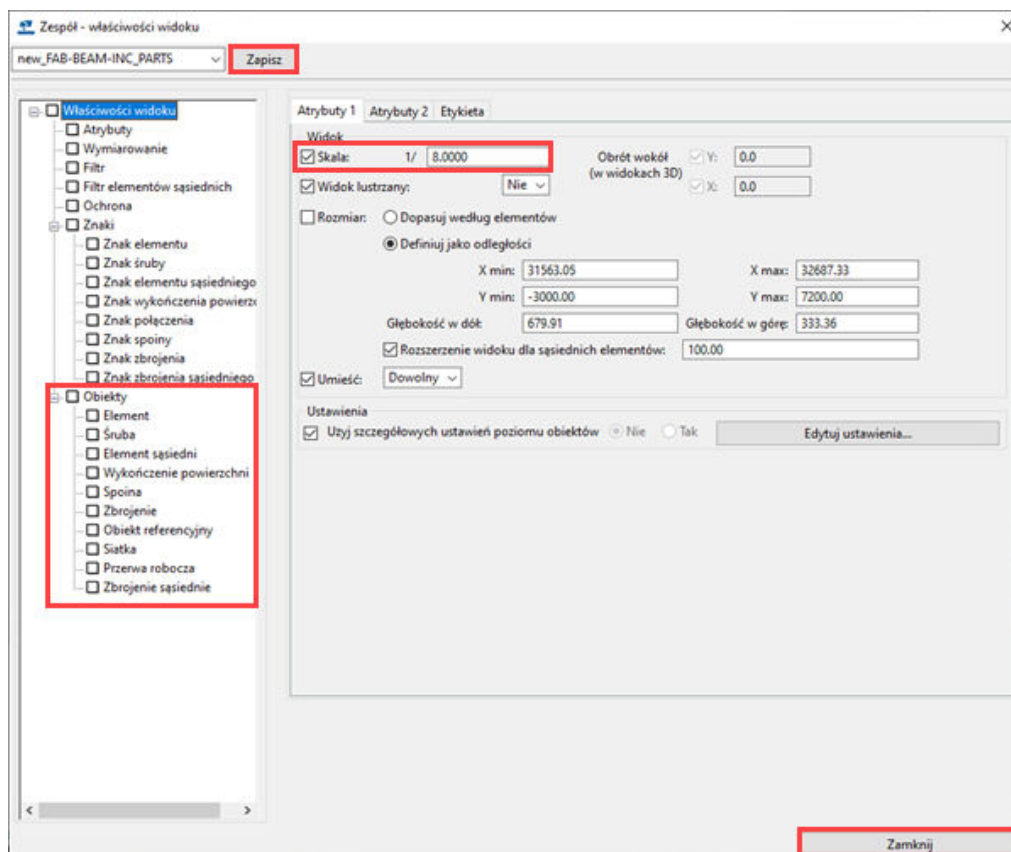 Zespół - właściwości widoku
new_FAB-BEAM-INC_PARTS
Zapisz
Właściwości widoku
Atrybuty
Wymiarowanie
Filtr
Filtr elementów sąsiednich
Ochrona
Znaki
Znak elementu
Znak śruby
Znak elementu sąsiedniego
Znak wykończenia powierz
Znak połączenia
Znak spoiny
Znak zbrojenia
Znak zbrojenia sąsiedniego
Obiekty
Element
Śruba
Element sąsiedni
Wykończenie powierzchni
Spoina
Zbrojenie
Obiekt referencyjny
Siatka
Przerwa robocza
Zbrojenie sąsiednie
Atrybuty 1 Atrybuty 2 Etykieta
Widok
Skala: 1/ 8.0000
Obrót wokół
(w widokach 3D)
Y: 0.0
X: 0.0
Widok lustrzany: Nie
Rozmiar: Dopasuj według elementów
Definiuj jako odległości
X min: 31563.05 X max: 32687.33
Y min: -3000.00 Y max: 7200.00
Głębokość w dół: 679.91 Głębokość w górę: 333.36
Rozszerzenie widoku dla sąsiednich elementów: 100.00
Umieść: Dowolny
Ustawienia
Użyj szczegółowych ustawień poziomu obiektów Nie Tak Edytuj ustawienia...
Zamknij